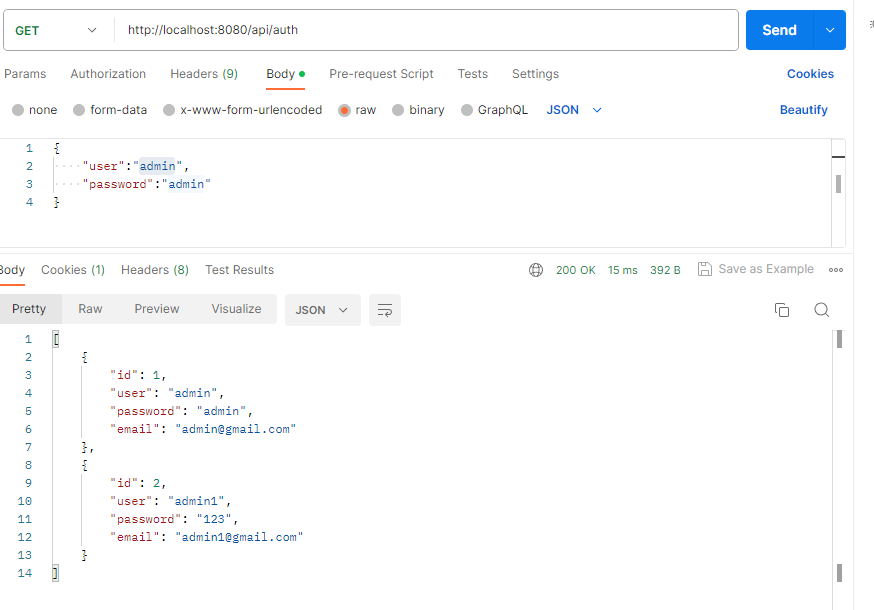 GET http://localhost:8080/api/auth Send
Params Authorization Headers (9) Body Pre-request Script Tests Settings Cookies
none form-data x-www-form-urlencoded raw binary GraphQL JSON Beautify
1 {
2 "user":"admin",
3 "password":"admin"
4 }
Body Cookies (1) Headers (8) Test Results 200 OK 15 ms 392 B Save as Example
Pretty Raw Preview Visualize JSON
1 [
2 {
3 "id": 1,
4 "user": "admin",
5 "password": "admin",
6 "email": "admin@gmail.com"
7 },
8 {
9 "id": 2,
10 "user": "admin1",
11 "password": "123",
12 "email": "admin1@gmail.com"
13 }
14 ]